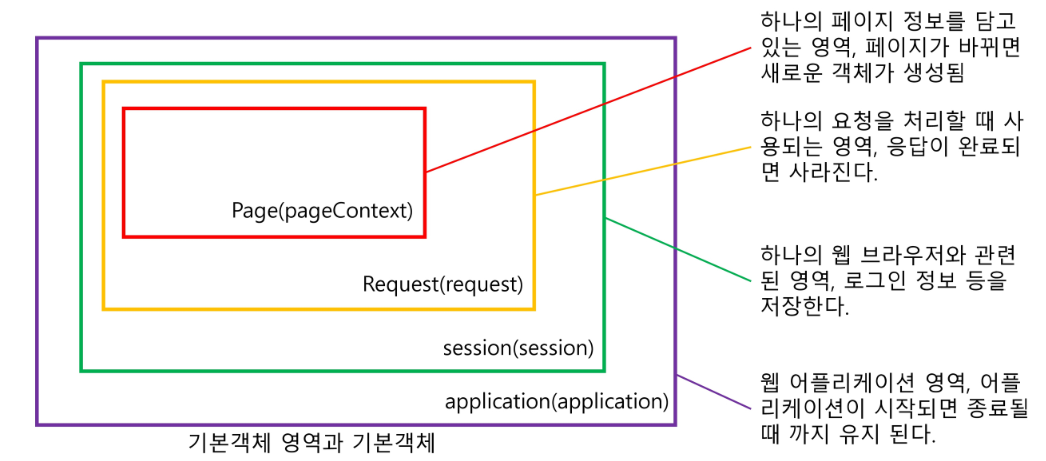 하나의 페이지 정보를 담고
있는 영역, 페이지가 바뀌면
새로운 객체가 생성됨
하나의 요청을 처리할 때 사
용되는 영역, 응답이 완료되
면 사라진다.
Page(pageContext)
하나의 웹 브라우저와 관련
된 영역, 로그인 정보 등을
저장한다.
Request(request)
session(session)
웹 어플리케이션 영역, 어플
리케이션이 시작되면 종료될
때 까지 유지 된다.
application(application)
기본객체 영역과 기본객체